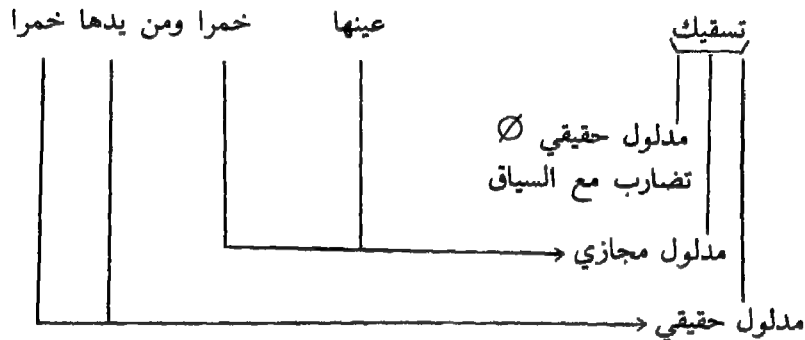 تسقيك عينها خمرا ومن يدها خمرا
مدلول حقيقي Ø
تضارب مع السياق
مدلول مجازي
مدلول حقيقي